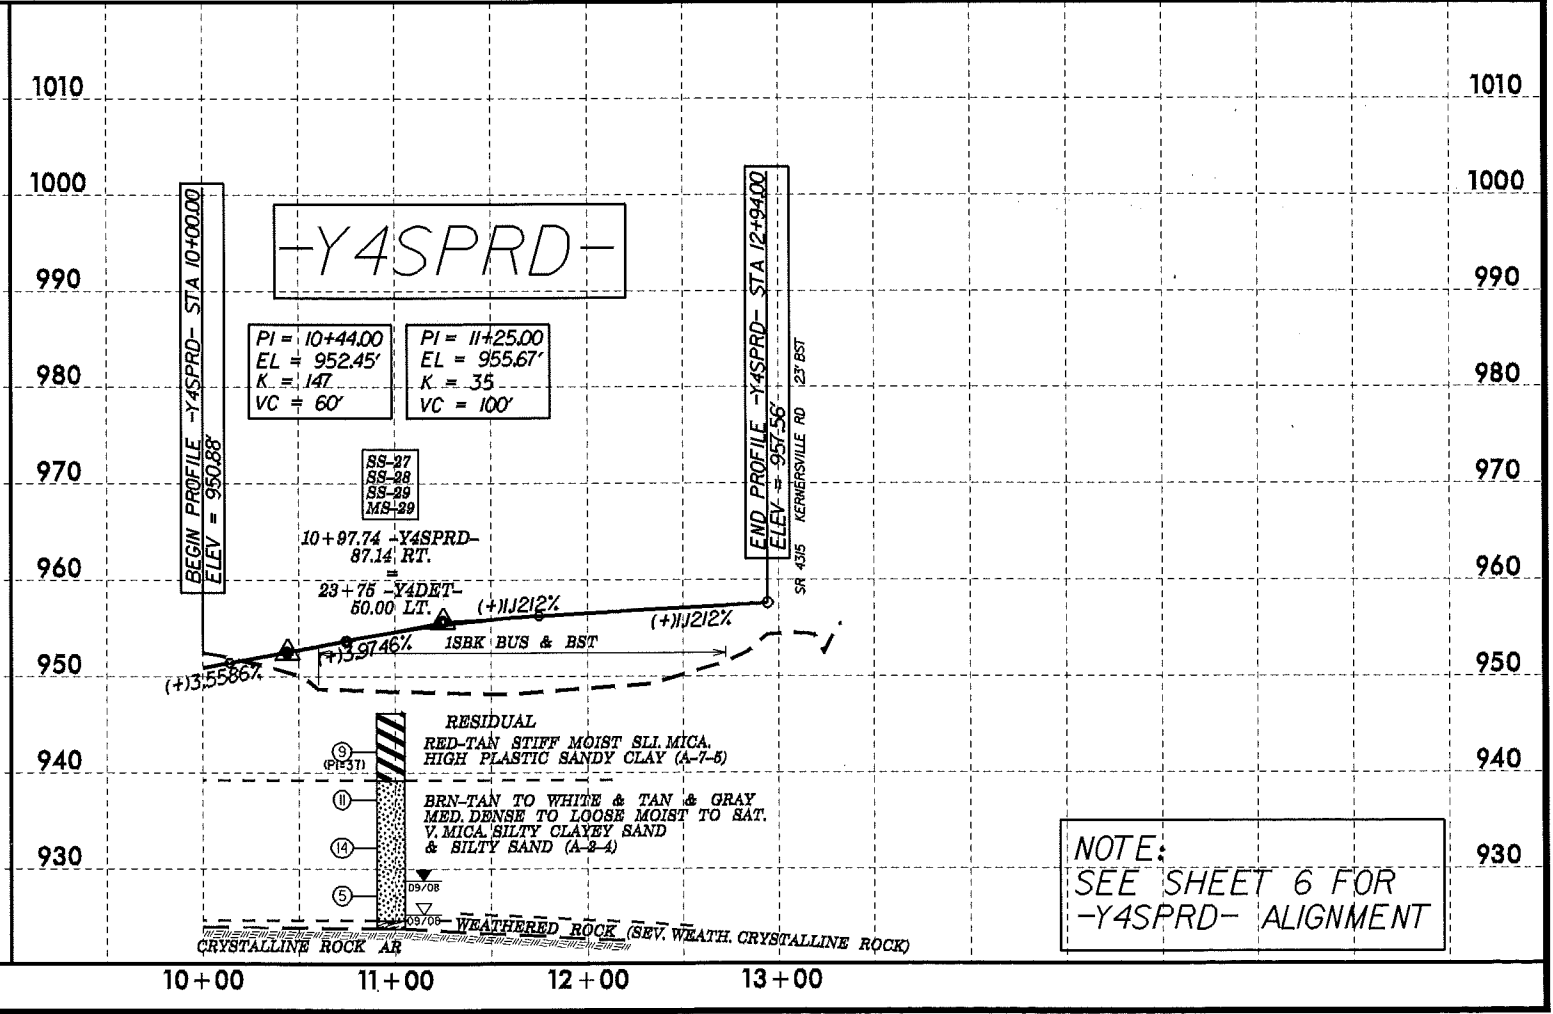 1010
1010
1000
1000
990
990
980
980
970
970
960
960
950
950
940
940
930
930
BEGIN PROFILE -Y4SPRD- STA 10+00.00
ELEV = 950.88'
-Y4SPRD-
PI = 10+44.00
EL = 952.45'
K = 147
VC = 60'
PI = 11+25.00
EL = 955.67'
K = 35
VC = 100'
END PROFILE -Y4SPRD- STA 12+94.00
ELEV = 957.56'
SR 4315 KERNERSVILLE RD 23' BST
SS-27
SS-28
SS-29
MS-29
10+97.74 -Y4SPRD-
87.14 RT.
=
23+75 -Y4DET-
50.00 LT.
(+)1.1212%
(+)1.1212%
(+)3.9746%
(+)3.5586%
1SBK BUS & BST
RESIDUAL
RED-TAN STIFF MOIST SLI. MICA.
HIGH PLASTIC SANDY CLAY (A-7-5)
9
(PI=37)
11
14
5
BRN-TAN TO WHITE & TAN & GRAY
MED. DENSE TO LOOSE MOIST TO SAT.
V. MICA. SILTY CLAYEY SAND
& SILTY SAND (A-2-4)
09/08
09/08
WEATHERED ROCK (SEV. WEATH. CRYSTALLINE ROCK)
CRYSTALLINE ROCK AR
NOTE:
SEE SHEET 6 FOR
-Y4SPRD- ALIGNMENT
10+00
11+00
12+00
13+00